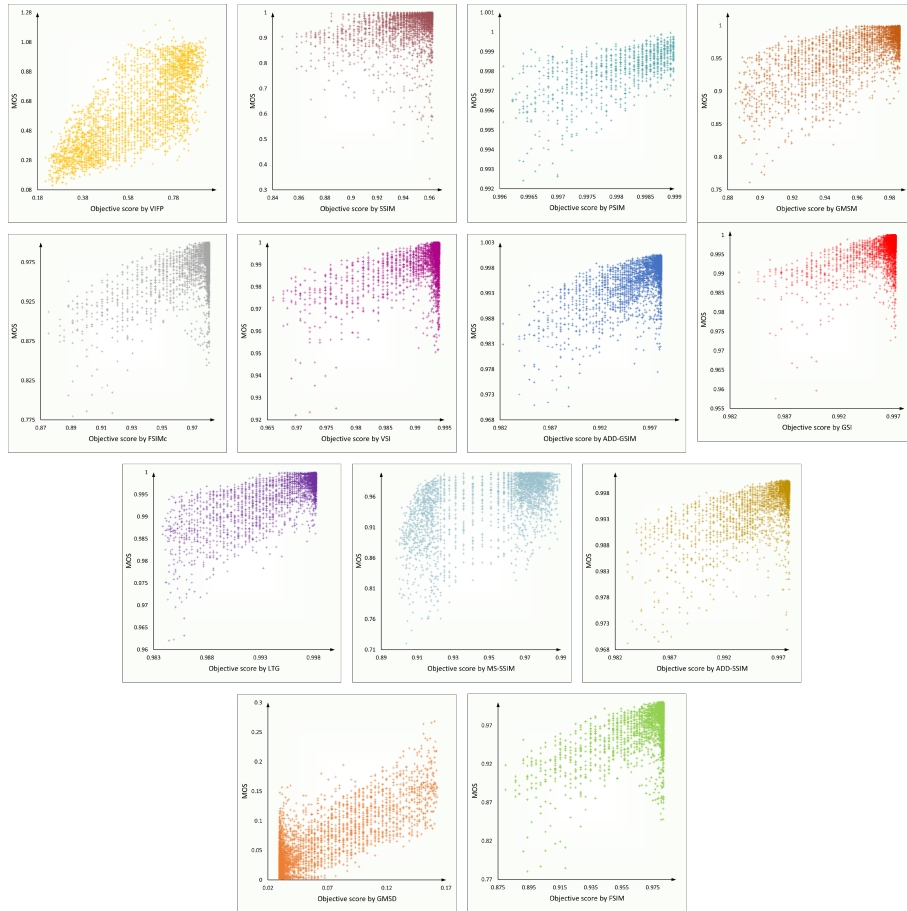 1.28
1.08
0.88
0.68
0.48
0.28
0.08
0.18 0.38 0.58 0.78
MOS
Objective score by VIFP
1
0.9
0.8
0.7
0.6
0.5
0.4
0.3
0.84 0.86 0.88 0.9 0.92 0.94 0.96
MOS
Objective score by SSIM
1.001
1
0.999
0.998
0.997
0.996
0.995
0.994
0.993
0.992
0.996 0.9965 0.997 0.9975 0.998 0.9985 0.999
MOS
Objective score by PSIM
1
0.95
0.9
0.85
0.8
0.75
0.88 0.9 0.92 0.94 0.96 0.98
MOS
Objective score by GMSM
0.975
0.925
0.875
0.825
0.775
0.87 0.89 0.91 0.93 0.95 0.97
MOS
Objective score by FSIMc
1
0.99
0.98
0.97
0.96
0.95
0.94
0.93
0.92
0.965 0.97 0.975 0.98 0.985 0.99 0.995
MOS
Objective score by VSI
1.003
0.998
0.993
0.988
0.983
0.978
0.973
0.968
0.982 0.987 0.992 0.997
MOS
Objective score by ADD-GSIM
1
0.995
0.99
0.985
0.98
0.975
0.97
0.965
0.96
0.955
0.982 0.987 0.992 0.997
MOS
Objective score by GSI
1
0.995
0.99
0.985
0.98
0.975
0.97
0.965
0.96
0.983 0.988 0.993 0.998
MOS
Objective score by LTG
0.96
0.91
0.86
0.81
0.76
0.71
0.89 0.91 0.93 0.95 0.97 0.99
MOS
Objective score by MS-SSIM
0.998
0.993
0.988
0.983
0.978
0.973
0.968
0.982 0.987 0.992 0.997
MOS
Objective score by ADD-SSIM
0.3
0.25
0.2
0.15
0.1
0.05
0
0.02 0.07 0.12 0.17
MOS
Objective score by GMSD
0.97
0.92
0.87
0.82
0.77
0.875 0.895 0.915 0.935 0.955 0.975
MOS
Objective score by FSIM